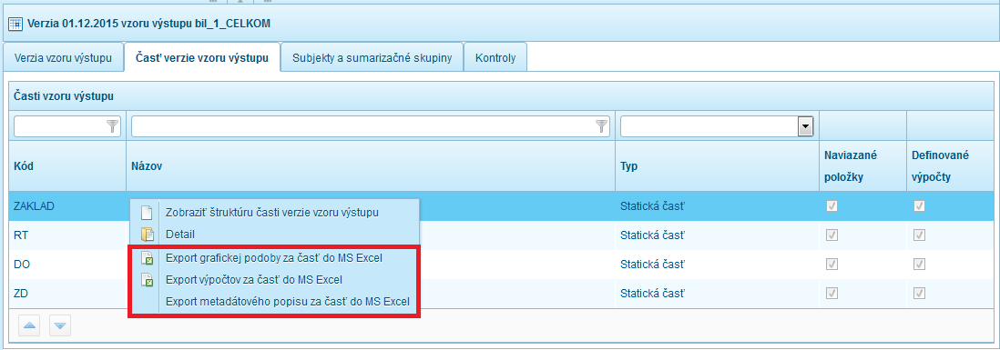 Verzia 01.12.2015 vzoru výstupu bil_1_CELKOM
Verzia vzoru výstupu
Časť verzie vzoru výstupu
Subjekty a sumarizačné skupiny
Kontroly
Časti vzoru výstupu
Kód
Názov
Typ
Naviazané položky
Definované výpočty
ZAKLAD
Statická časť
RT
Statická časť
DO
Statická časť
ZD
Statická časť
Zobraziť štruktúru časti verzie vzoru výstupu
Detail
Export grafickej podoby za časť do MS Excel
Export výpočtov za časť do MS Excel
Export metadátového popisu za časť do MS Excel